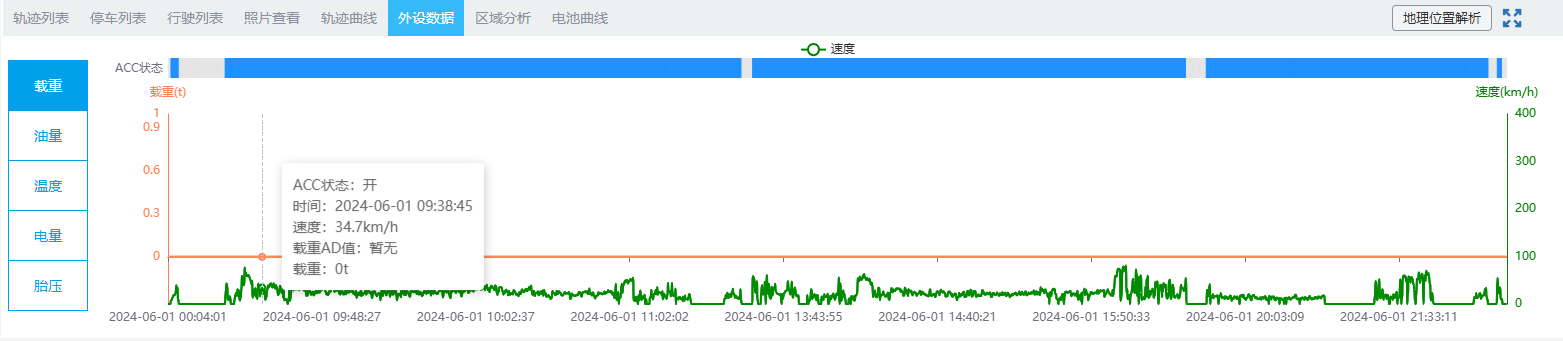 轨迹列表 停车列表 行驶列表 照片查看 轨迹曲线 外设数据 区域分析 电池曲线 地理位置解析
速度
ACC状态
载重
油量
温度
电量
胎压
载重(t)
1
0.9
0.6
0.3
0
速度(km/h)
400
300
200
100
0
ACC状态：开
时间：2024-06-01 09:38:45
速度：34.7km/h
载重AD值：暂无
载重：0t
2024-06-01 00:04:01 2024-06-01 09:48:27 2024-06-01 10:02:37 2024-06-01 11:02:02 2024-06-01 13:43:55 2024-06-01 14:40:21 2024-06-01 15:50:33 2024-06-01 20:03:09 2024-06-01 21:33:11